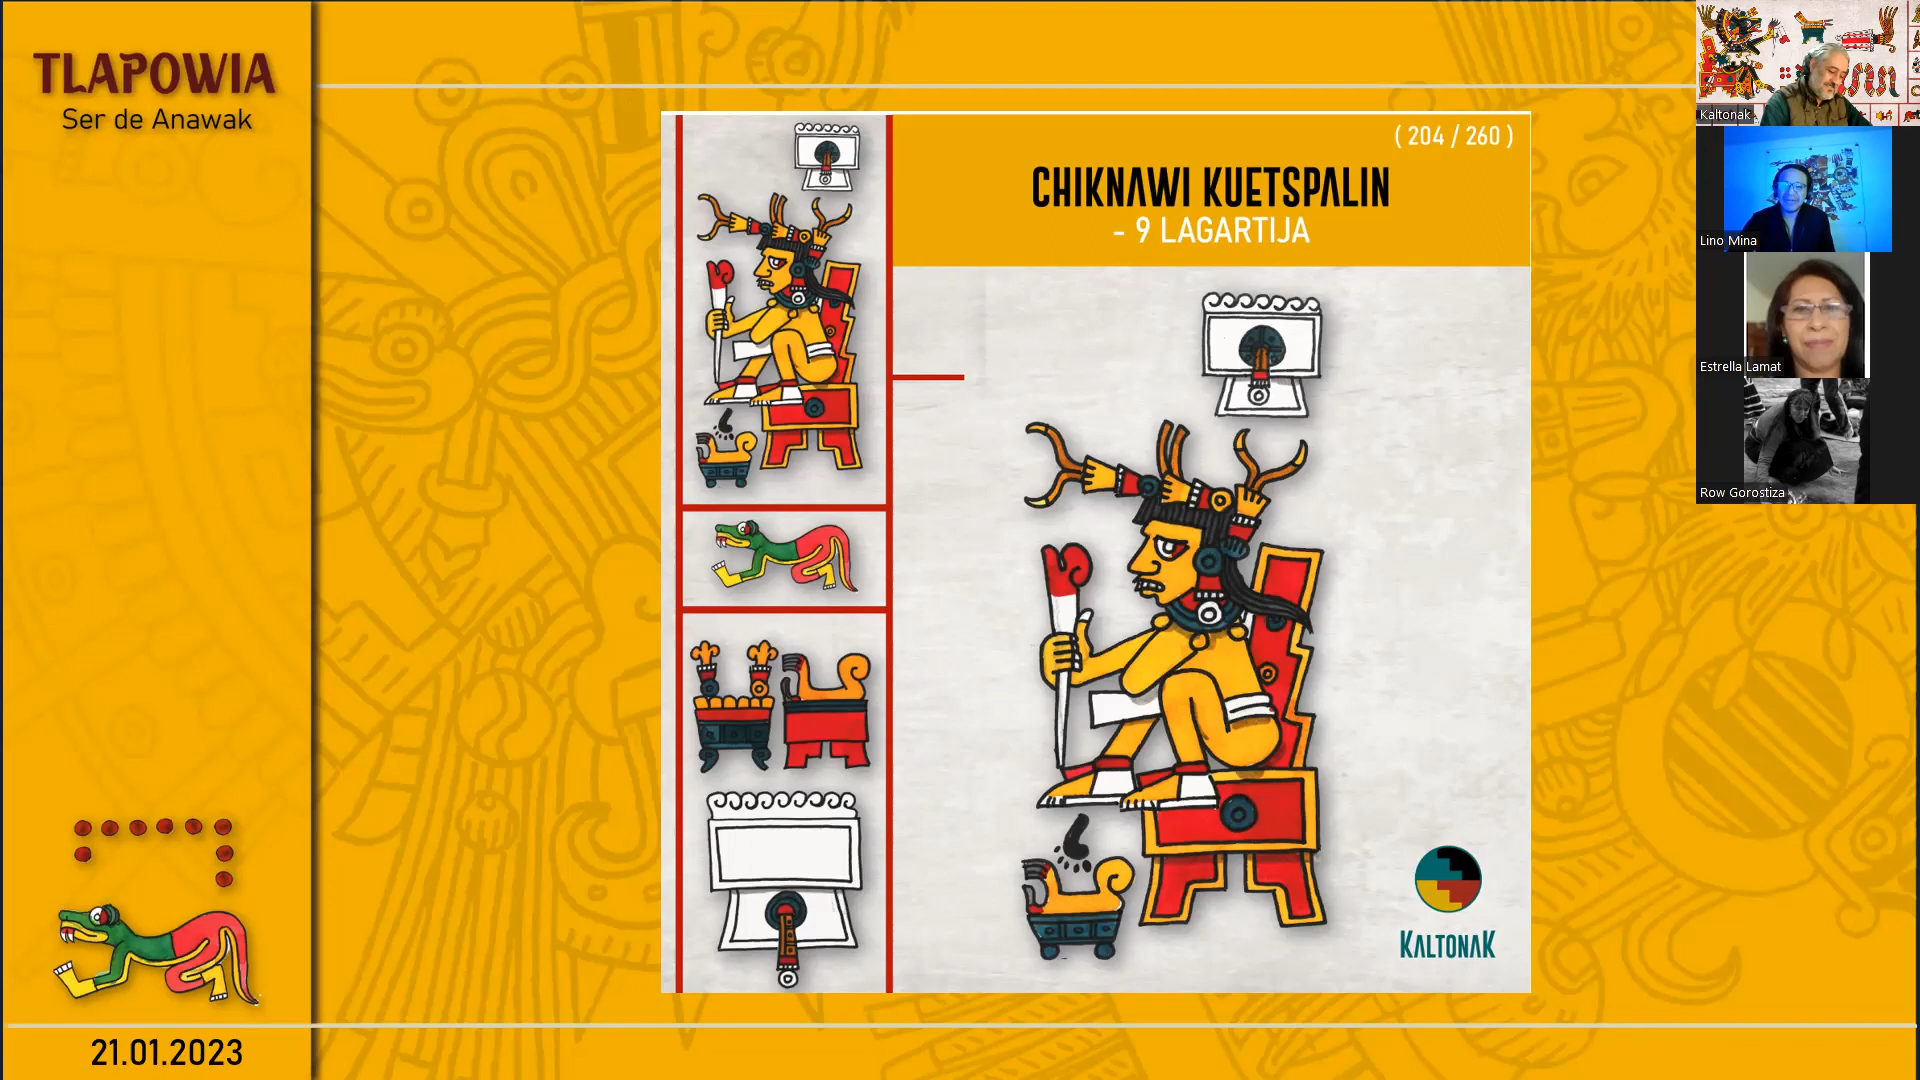 TLAPOWIA
Ser de Anawak
( 204 / 260 )
CHIKNAWI KUETSPALIN
- 9 LAGARTIJA
KALTONAK
21.01.2023
Kaltonak
Lino Mina
Estrella Lamat
Row Gorostiza